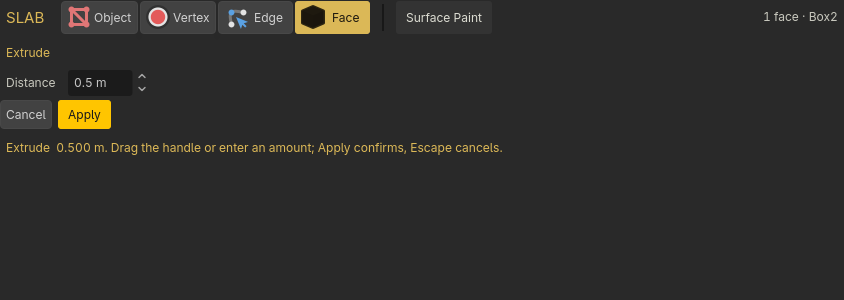 SLAB Object Vertex Edge Face Surface Paint 1 face · Box2
Extrude
Distance 0.5 m
Cancel Apply
Extrude 0.500 m. Drag the handle or enter an amount; Apply confirms, Escape cancels.